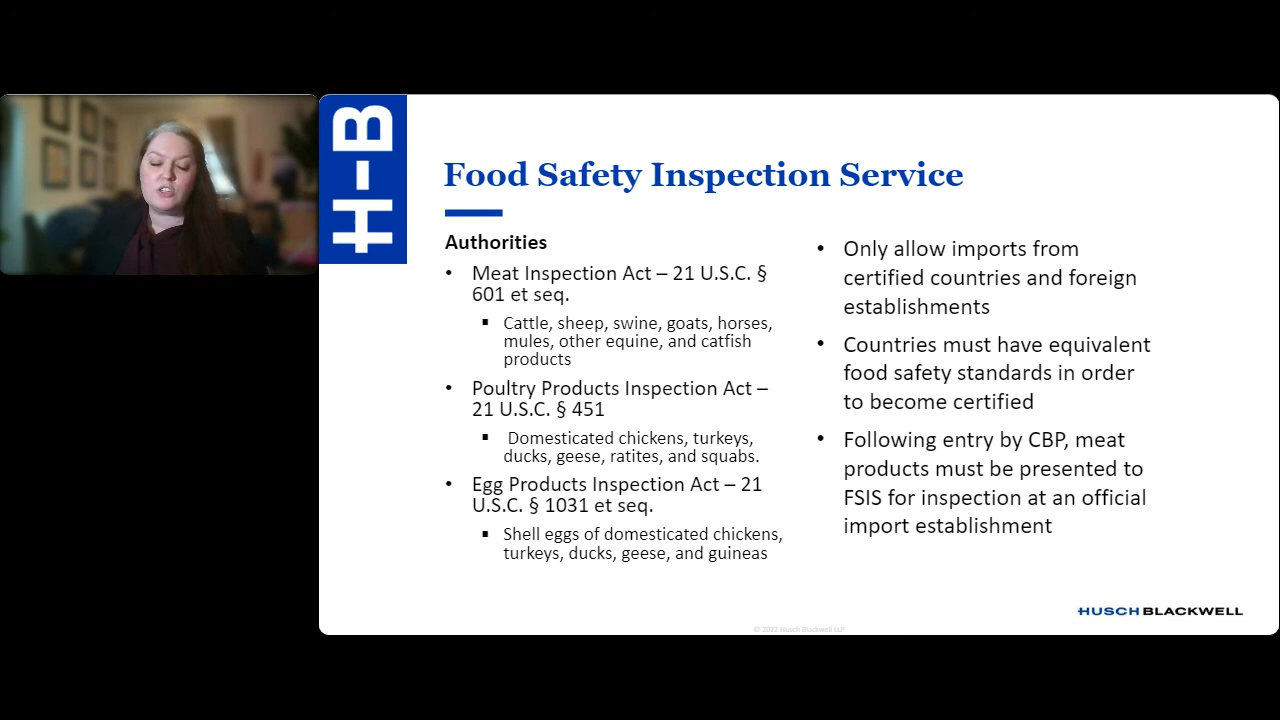 H-B
Food Safety Inspection Service
Authorities
• Meat Inspection Act – 21 U.S.C. §
601 et seq.
▪ Cattle, sheep, swine, goats, horses,
mules, other equine, and catfish
products
• Poultry Products Inspection Act –
21 U.S.C. § 451
▪ Domesticated chickens, turkeys,
ducks, geese, ratites, and squabs.
• Egg Products Inspection Act – 21
U.S.C. § 1031 et seq.
▪ Shell eggs of domesticated chickens,
turkeys, ducks, geese, and guineas
• Only allow imports from
certified countries and foreign
establishments
• Countries must have equivalent
food safety standards in order
to become certified
• Following entry by CBP, meat
products must be presented to
FSIS for inspection at an official
import establishment
HUSCH BLACKWELL
© 2022 Husch Blackwell LLP